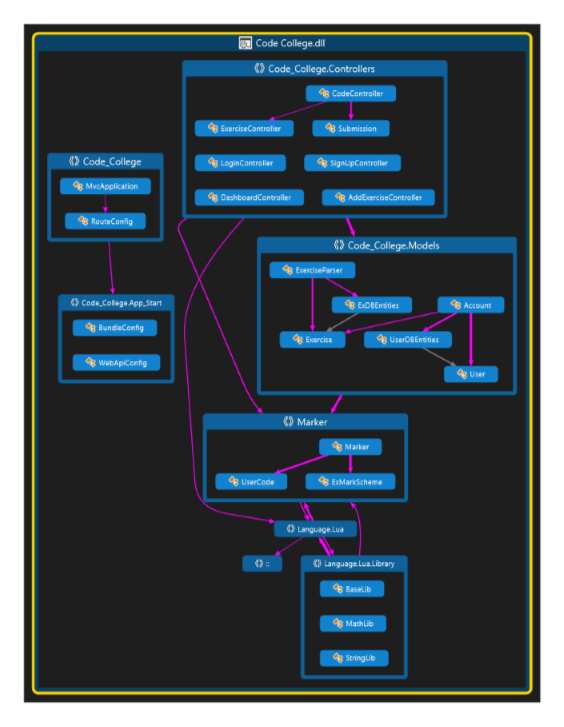 Code College.dll
Code_College.Controllers
CodeController
ExerciseController
Submission
LoginController
SignUpController
DashboardController
AddExerciseController
Code_College
MvcApplication
RouteConfig
Code_College.Models
ExerciseParser
ExDBEntities
Account
Exercise
UserDBEntities
User
Code_College.App_Start
BundleConfig
WebApiConfig
Marker
Marker
UserCode
ExMarkScheme
Language.Lua
::
Language.Lua.Library
BaseLib
MathLib
StringLib